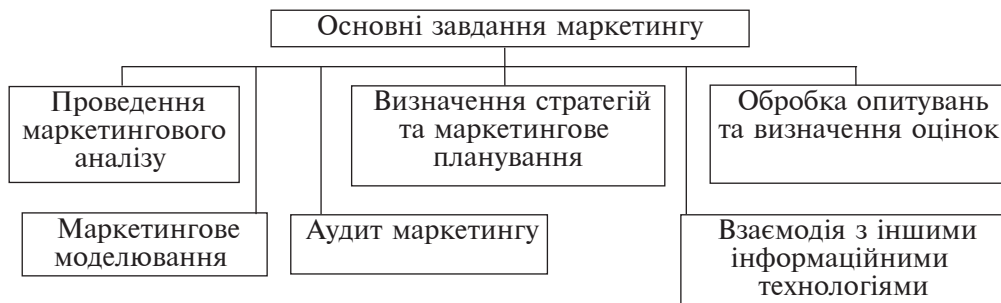 Основні завдання маркетингу
Проведення
маркетингового
аналізу
Визначення стратегій
та маркетингове
планування
Обробка опитувань
та визначення оцінок
Маркетингове
моделювання
Аудит маркетингу
Взаємодія з іншими
інформаційними
технологіями